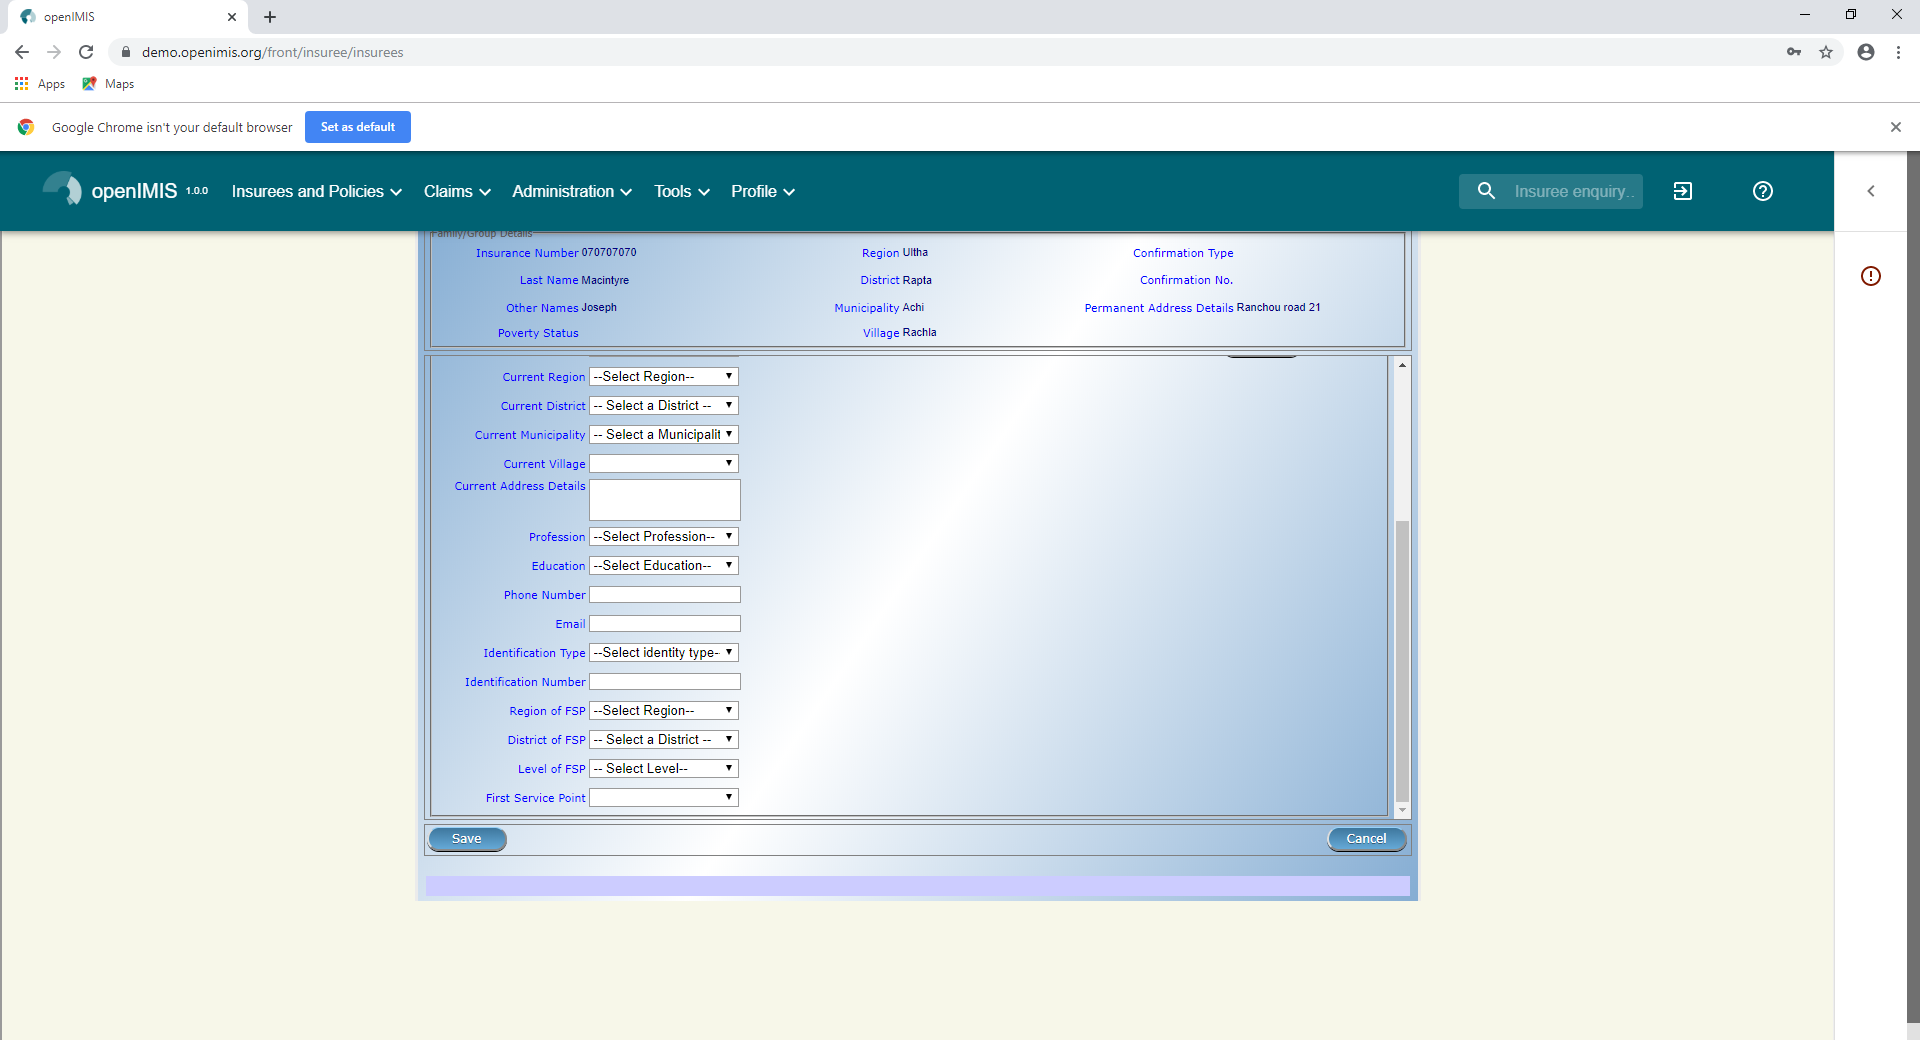 openIMIS
demo.openimis.org/front/insuree/insurees
Apps Maps
Google Chrome isn't your default browser Set as default
openIMIS 1.0.0 Insurees and Policies Claims Administration Tools Profile Insuree enquiry..
Family/Group Details
Insurance Number 070707070 Region Ultha Confirmation Type
Last Name Macintyre District Rapta Confirmation No.
Other Names Joseph Municipality Achi Permanent Address Details Ranchou road 21
Poverty Status Village Rachla
Current Region --Select Region--
Current District -- Select a District --
Current Municipality -- Select a Municipalit
Current Village
Current Address Details
Profession --Select Profession--
Education --Select Education--
Phone Number
Email
Identification Type --Select identity type-
Identification Number
Region of FSP --Select Region--
District of FSP -- Select a District --
Level of FSP -- Select Level--
First Service Point
Save Cancel